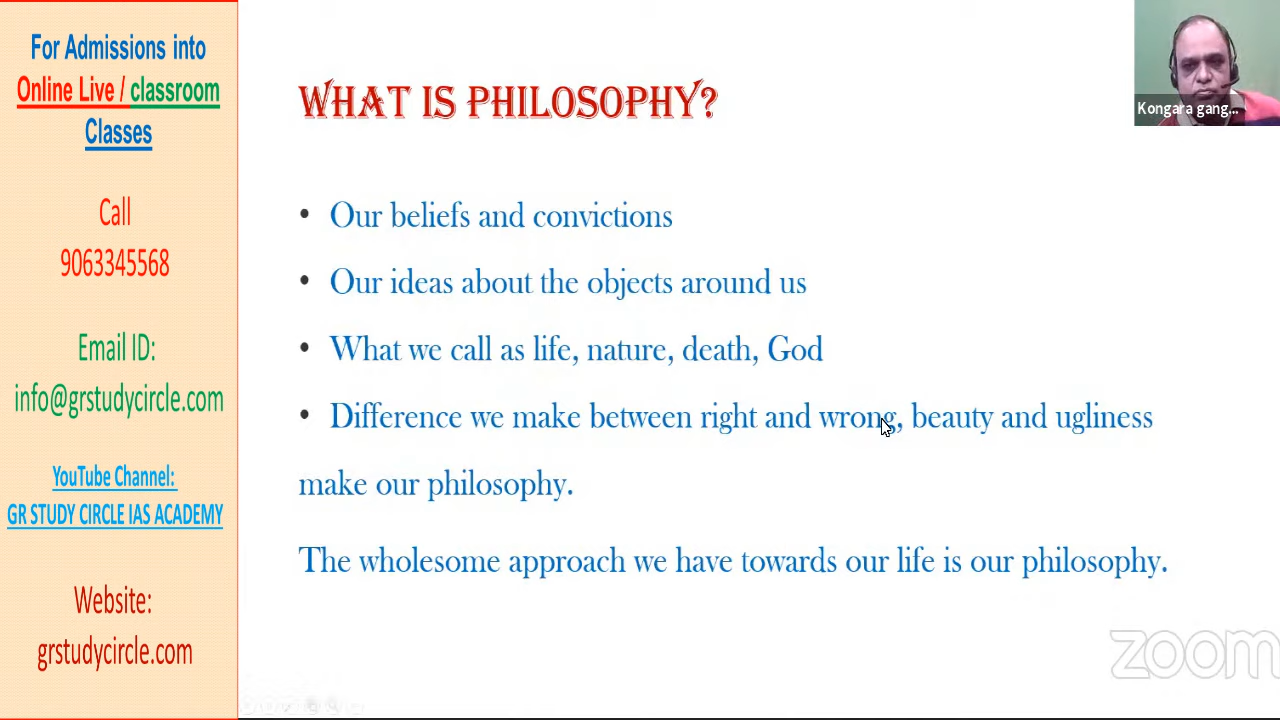 For Admissions into
Online Live / classroom
Classes
Call
9063345568
Email ID:
info@grstudycircle.com
YouTube Channel:
GR STUDY CIRCLE IAS ACADEMY
Website:
grstudycircle.com
WHAT IS PHILOSOPHY?
• Our beliefs and convictions
• Our ideas about the objects around us
• What we call as life, nature, death, God
• Difference we make between right and wrong, beauty and ugliness
make our philosophy.
The wholesome approach we have towards our life is our philosophy.
Kongara gang...
zoom